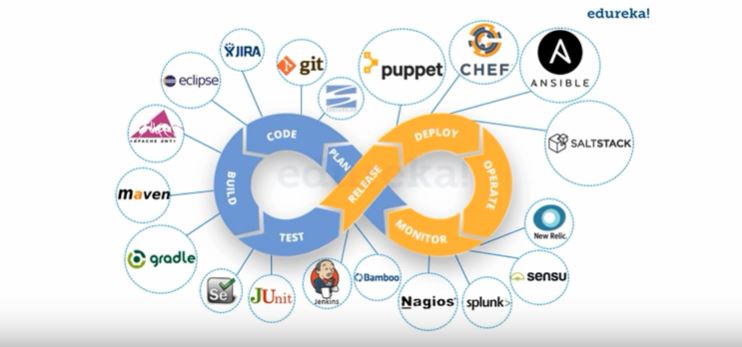 edureka!
JIRA
git
puppet
CHEF
ANSIBLE
eclipse
CODE
DEPLOY
APACHE ANT
SALTSTACK
PLAN
edureka!
RELEASE
BUILD
OPERATE
maven
TEST
MONITOR
New Relic.
gradle
Se
JUnit
Jenkins
Bamboo
Nagios
splunk>
sensu